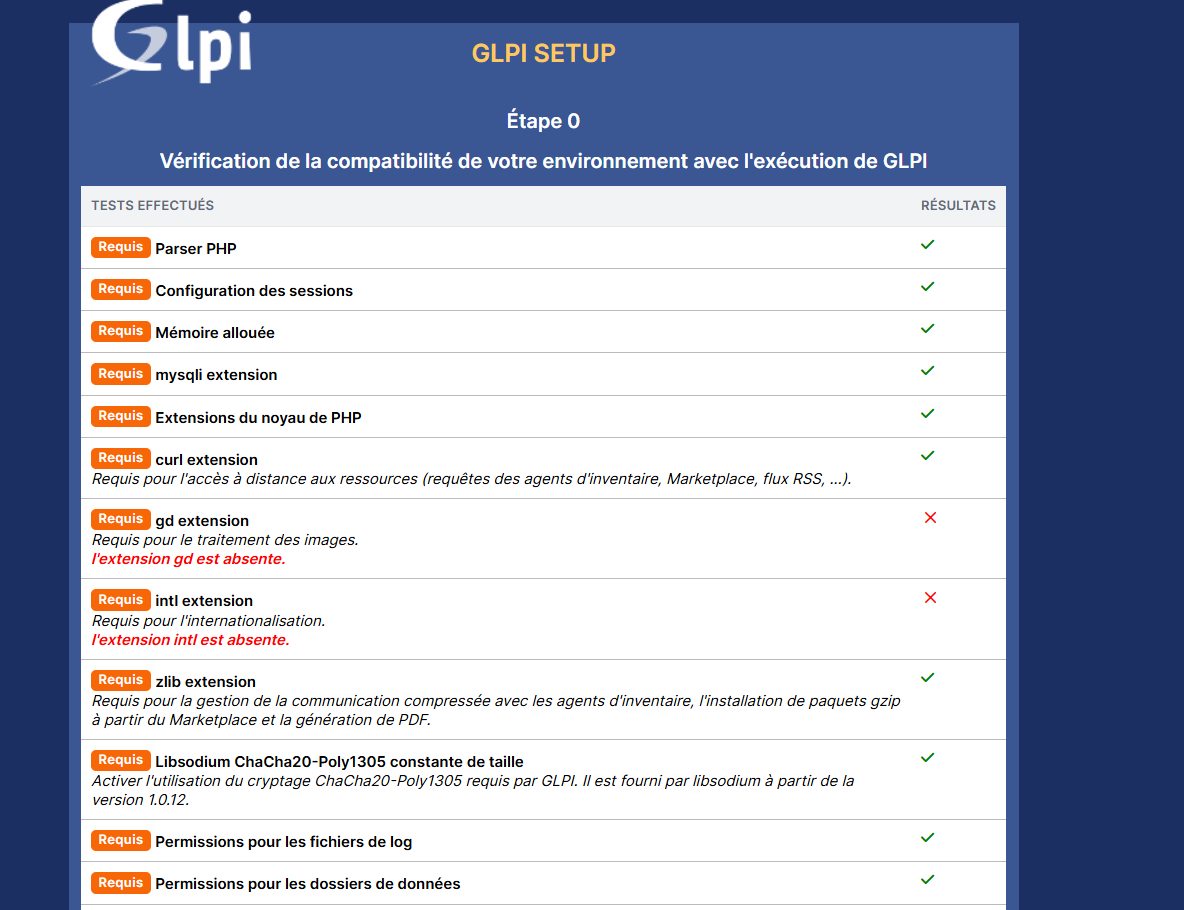 Glpi
GLPI SETUP
Étape 0
Vérification de la compatibilité de votre environnement avec l'exécution de GLPI
TESTS EFFECTUÉS RÉSULTATS
Requis Parser PHP
Requis Configuration des sessions
Requis Mémoire allouée
Requis mysqli extension
Requis Extensions du noyau de PHP
Requis curl extension
Requis pour l'accès à distance aux ressources (requêtes des agents d'inventaire, Marketplace, flux RSS, ...).
Requis gd extension
Requis pour le traitement des images.
l'extension gd est absente.
Requis intl extension
Requis pour l'internationalisation.
l'extension intl est absente.
Requis zlib extension
Requis pour la gestion de la communication compressée avec les agents d'inventaire, l'installation de paquets gzip
à partir du Marketplace et la génération de PDF.
Requis Libsodium ChaCha20-Poly1305 constante de taille
Activer l'utilisation du cryptage ChaCha20-Poly1305 requis par GLPI. Il est fourni par libsodium à partir de la
version 1.0.12.
Requis Permissions pour les fichiers de log
Requis Permissions pour les dossiers de données